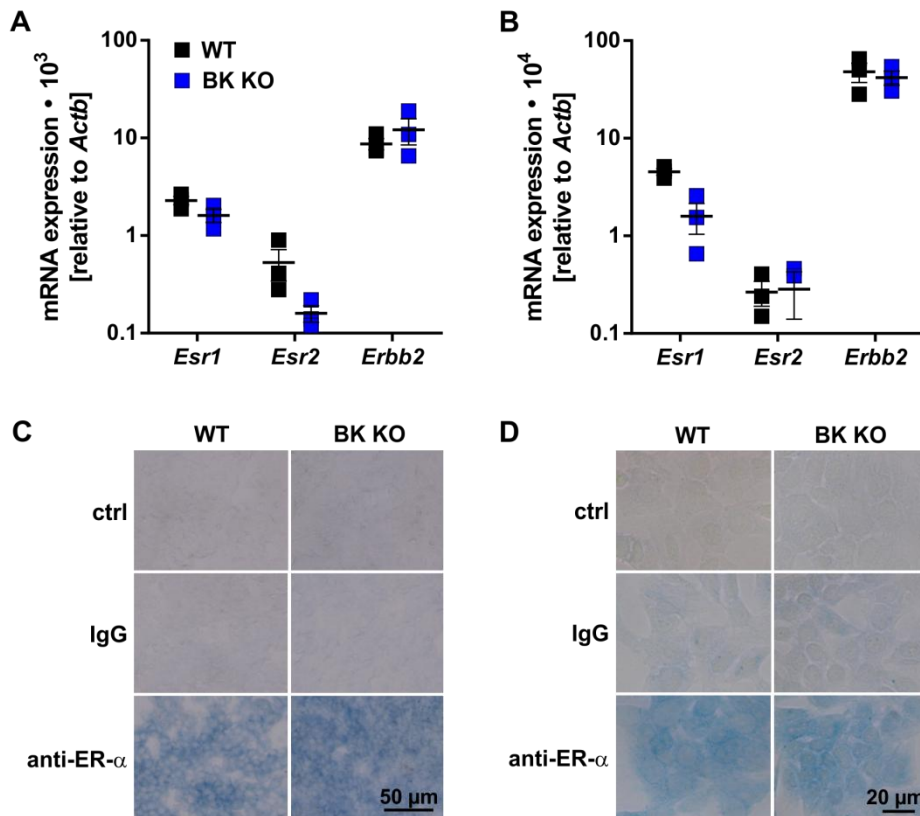 A
B
WT
BK KO
mRNA expression • 10³
[relative to Actb]
100
10
1
0.1
Esr1 Esr2 Erbb2
mRNA expression • 10⁴
[relative to Actb]
100
10
1
0.1
Esr1 Esr2 Erbb2
C
WT BK KO
ctrl
IgG
anti-ER-α
50 µm
D
WT BK KO
ctrl
IgG
anti-ER-α
20 µm